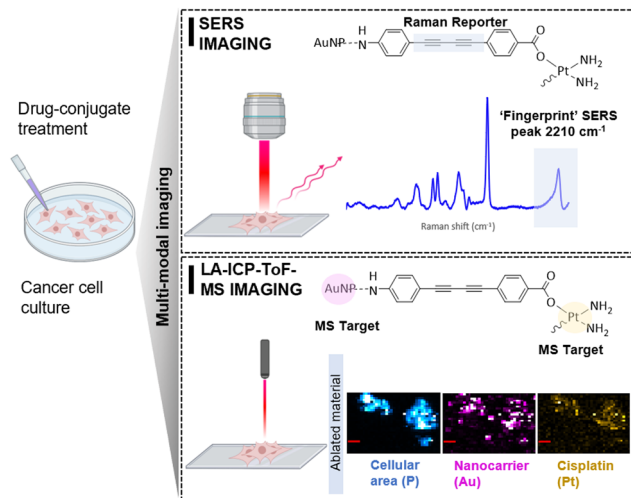 Drug-conjugate
treatment
Cancer cell
culture
Multi-modal imaging
SERS
IMAGING
Raman Reporter
AuNP
H
N
O
O
Pt
NH2
NH2
'Fingerprint' SERS
peak 2210 cm-1
Raman shift (cm-1)
LA-ICP-ToF-
MS IMAGING
AuNP
H
N
O
O
Pt
NH2
NH2
MS Target
MS Target
Ablated material
Cellular
area (P)
Nanocarrier
(Au)
Cisplatin
(Pt)